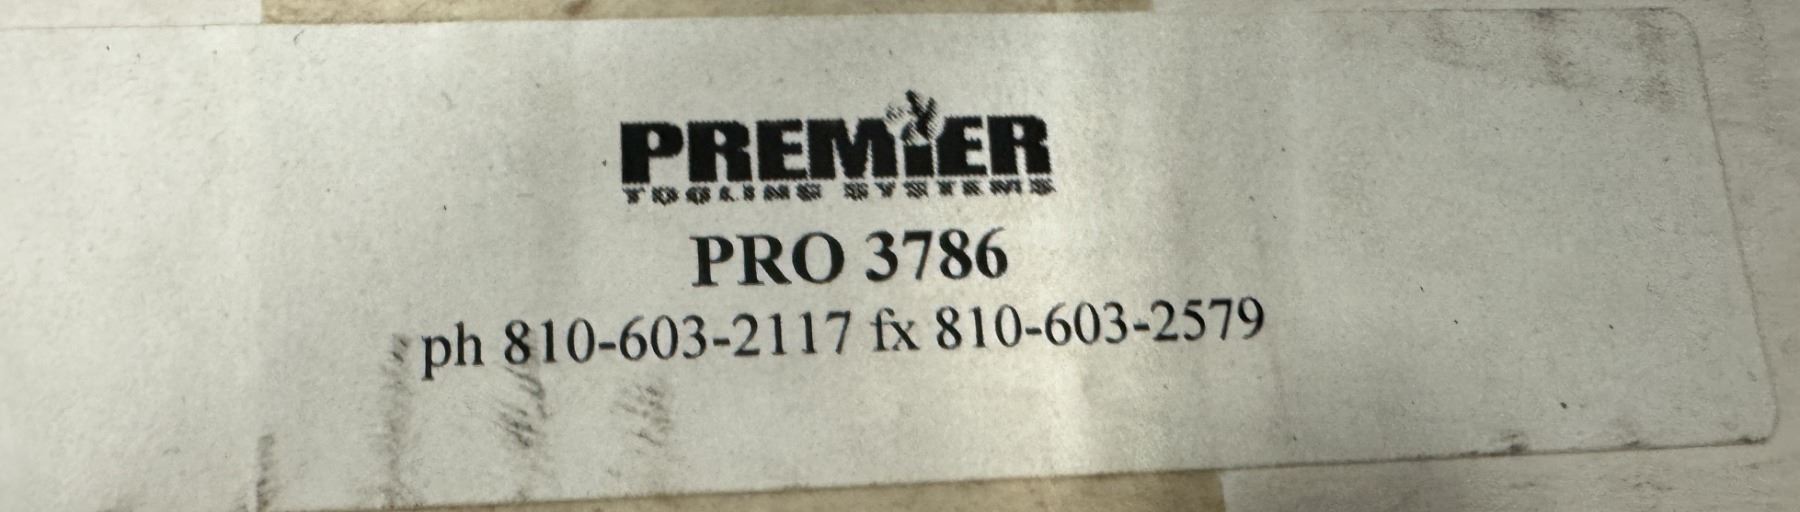 PREMiER
TOOLING SYSTEMS
PRO 3786
ph 810-603-2117 fx 810-603-2579